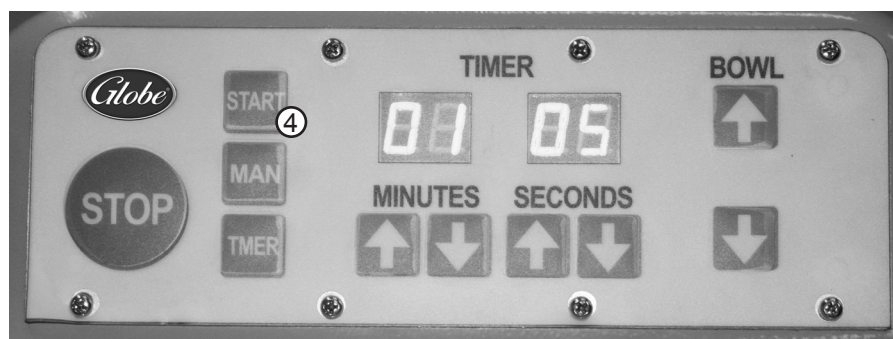 Globe
STOP
START
④
MAN
TMER
TIMER
01 05
MINUTES SECONDS
BOWL